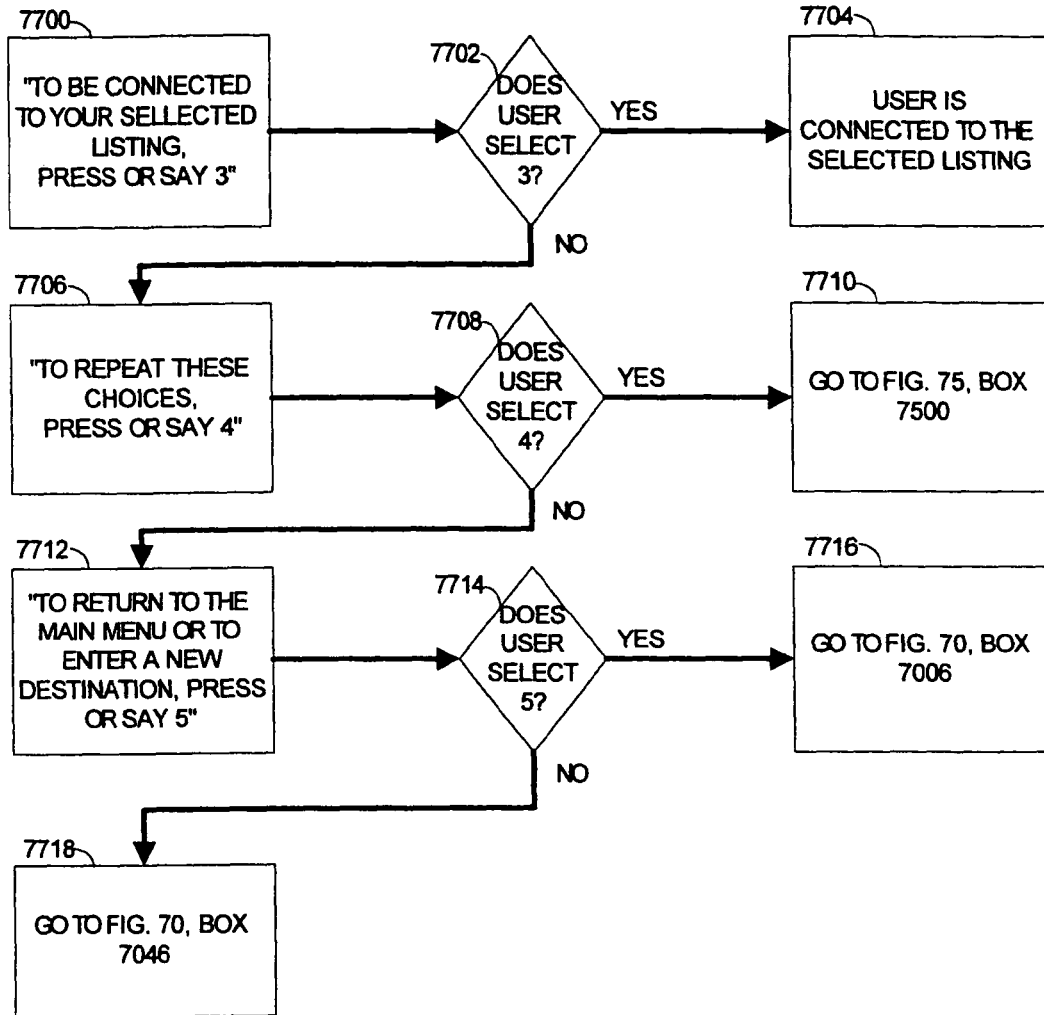 7700
"TO BE CONNECTED
TO YOUR SELLECTED
LISTING,
PRESS OR SAY 3"
7702
DOES
USER
SELECT
3?
YES
7704
USER IS
CONNECTED TO THE
SELECTED LISTING
NO
7706
"TO REPEAT THESE
CHOICES,
PRESS OR SAY 4"
7708
DOES
USER
SELECT
4?
YES
7710
GO TO FIG. 75, BOX
7500
NO
7712
"TO RETURN TO THE
MAIN MENU OR TO
ENTER A NEW
DESTINATION, PRESS
OR SAY 5"
7714
DOES
USER
SELECT
5?
YES
7716
GO TO FIG. 70, BOX
7006
NO
7718
GO TO FIG. 70, BOX
7046